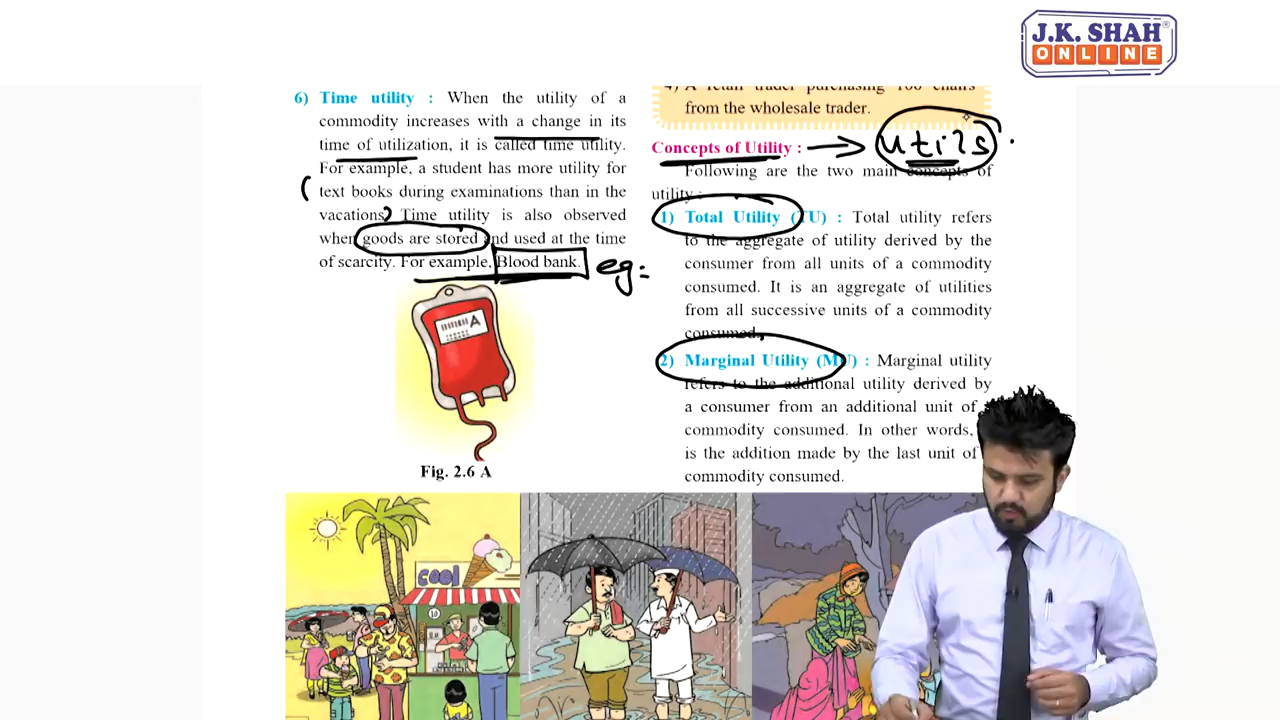 J.K. SHAH
ONLINE
6) Time utility : When the utility of a
commodity increases with a change in its
time of utilization, it is called time utility.
For example, a student has more utility for
text books during examinations than in the
vacations. Time utility is also observed
when goods are stored and used at the time
of scarcity. For example, Blood bank.
eg:
A
Fig. 2.6 A
4) A retail trader purchasing 100 chairs
from the wholesale trader.
Concepts of Utility :
utils
Following are the two main concepts of
utility :
1) Total Utility (TU) : Total utility refers
to the aggregate of utility derived by the
consumer from all units of a commodity
consumed. It is an aggregate of utilities
from all successive units of a commodity
consumed.
2) Marginal Utility (MU) : Marginal utility
refers to the additional utility derived by
a consumer from an additional unit of
commodity consumed. In other words,
is the addition made by the last unit of
commodity consumed.
cool
10